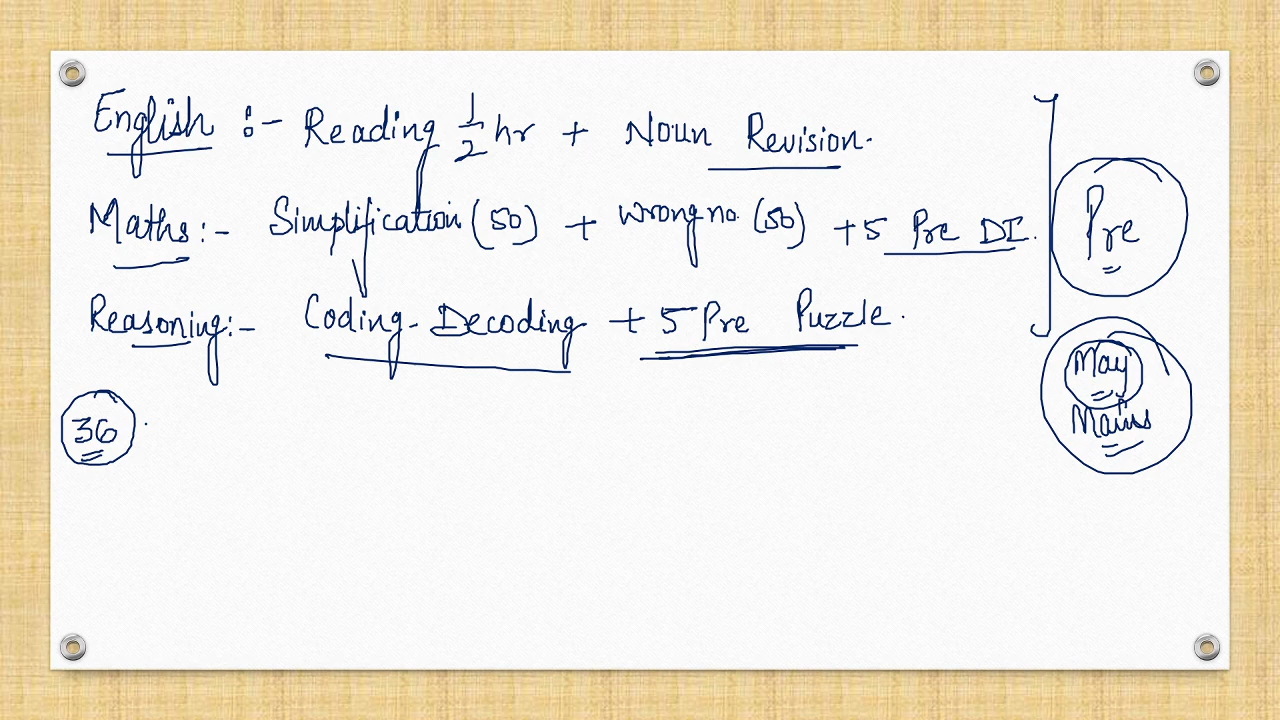 English :- Reading 1/2 hr + Noun Revision.
Maths:- Simplification (50) + Wrong no. (50) + 5 Pre DI.
Pre
Reasoning:- Coding-Decoding + 5 Pre Puzzle.
May
Mains
36